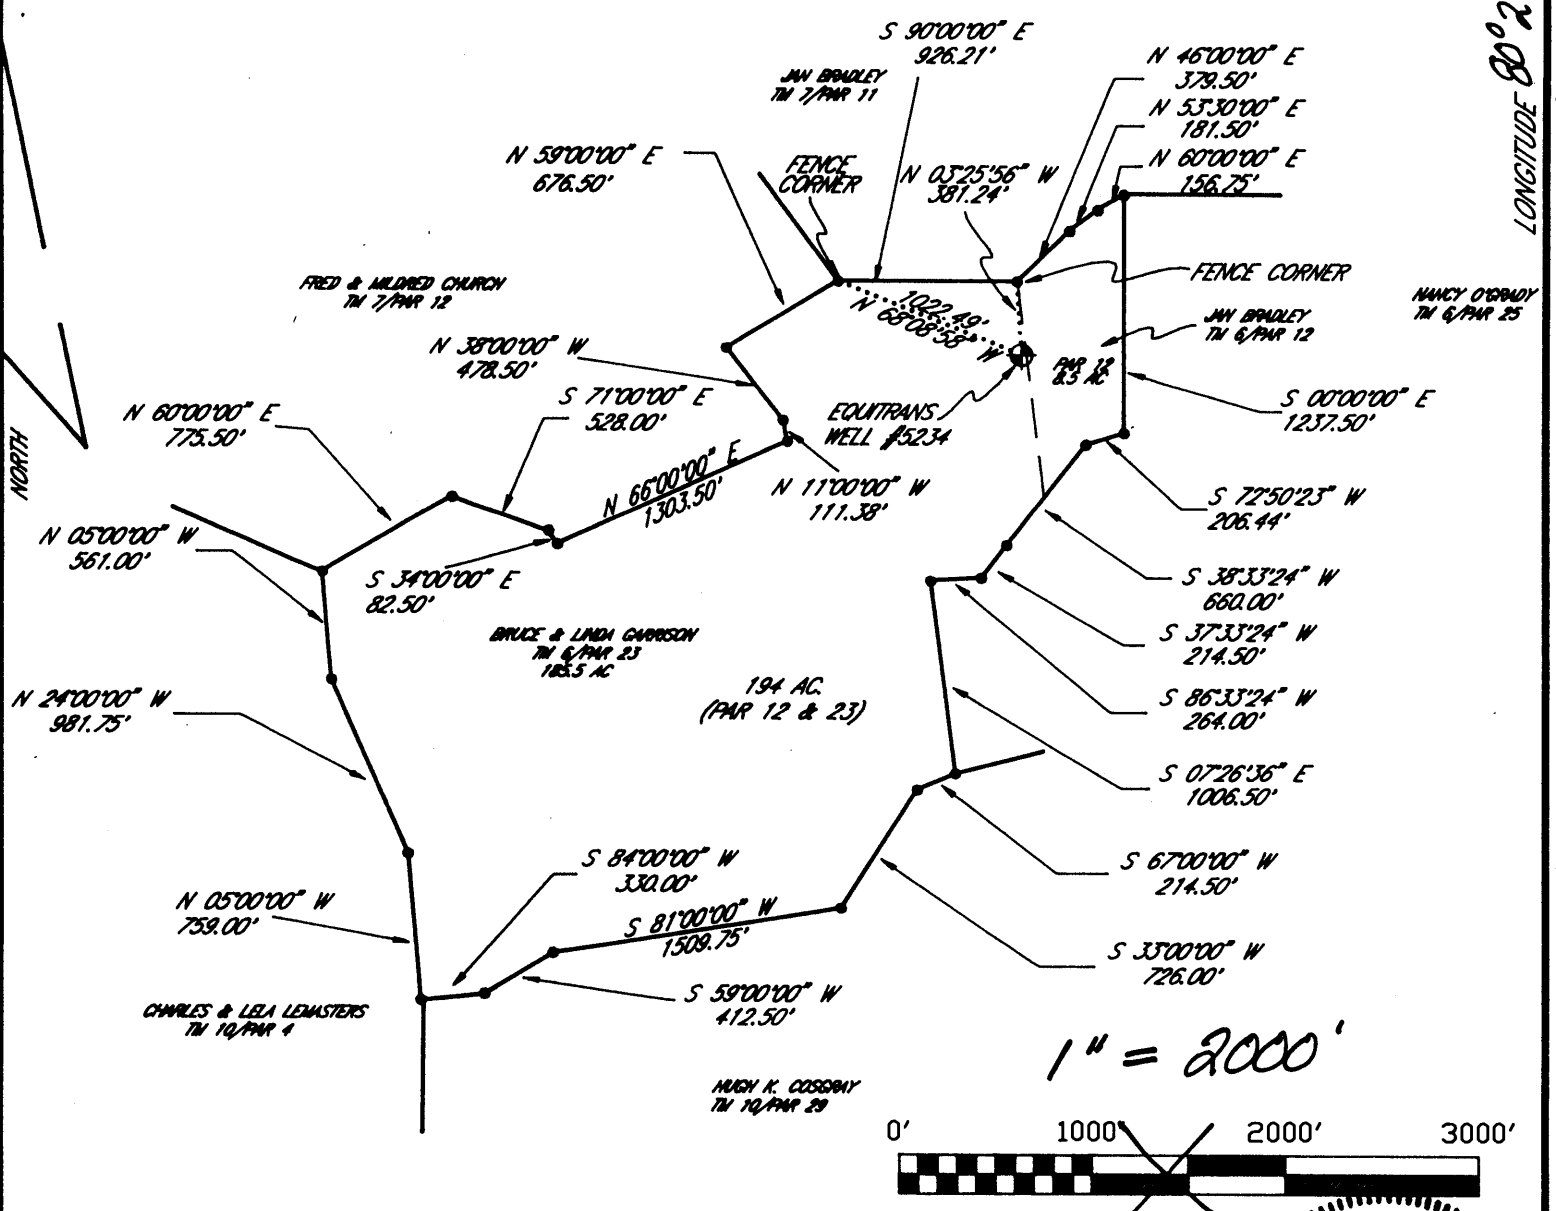 S 90°00'00" E
926.21'
JAN BRADLEY
TM 7/PAR 11
N 46°00'00" E
379.50'
N 53°30'00" E
181.50'
N 60°00'00" E
156.75'
LONGITUDE 80°2
N 59°00'00" E
676.50'
FENCE
CORNER
N 03°25'56" W
381.24'
FENCE CORNER
FRED & MILDRED CHURCH
TM 7/PAR 12
1022.49'
N 68°08'58" W
JAN BRADLEY
TM 6/PAR 12
NANCY O'GRADY
TM 6/PAR 25
N 38°00'00" W
478.50'
PAR 12
8.5 AC
S 71°00'00" E
528.00'
EQUITRANS
WELL #5234
S 00°00'00" E
1237.50'
N 60°00'00" E
775.50'
NORTH
N 66°00'00" E
1303.50'
N 11°00'00" W
111.38'
S 72°50'23" W
206.44'
N 05°00'00" W
561.00'
S 34°00'00" E
82.50'
S 38°33'24" W
660.00'
BRUCE & LINDA GARRISON
TM 6/PAR 23
185.5 AC
S 37°33'24" W
214.50'
N 24°00'00" W
981.75'
194 AC.
(PAR 12 & 23)
S 86°33'24" W
264.00'
S 07°26'36" E
1006.50'
S 84°00'00" W
330.00'
S 67°00'00" W
214.50'
N 05°00'00" W
759.00'
S 81°00'00" W
1509.75'
S 33°00'00" W
726.00'
S 59°00'00" W
412.50'
CHARLES & LELA LEMASTERS
TM 10/PAR 4
1" = 2000'
HUGH K. COSGRAY
TM 10/PAR 29
0' 1000' 2000' 3000'